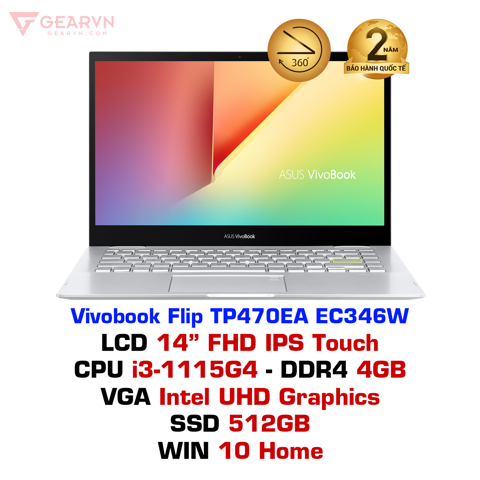 GEARVN
GEARVN.COM
360°
2
NĂM
BẢO HÀNH QUỐC TẾ
ASUS VivoBook
ASUS VivoBook
Vivobook Flip TP470EA EC346W
LCD 14” FHD IPS Touch
CPU i3-1115G4 - DDR4 4GB
VGA Intel UHD Graphics
SSD 512GB
WIN 10 Home